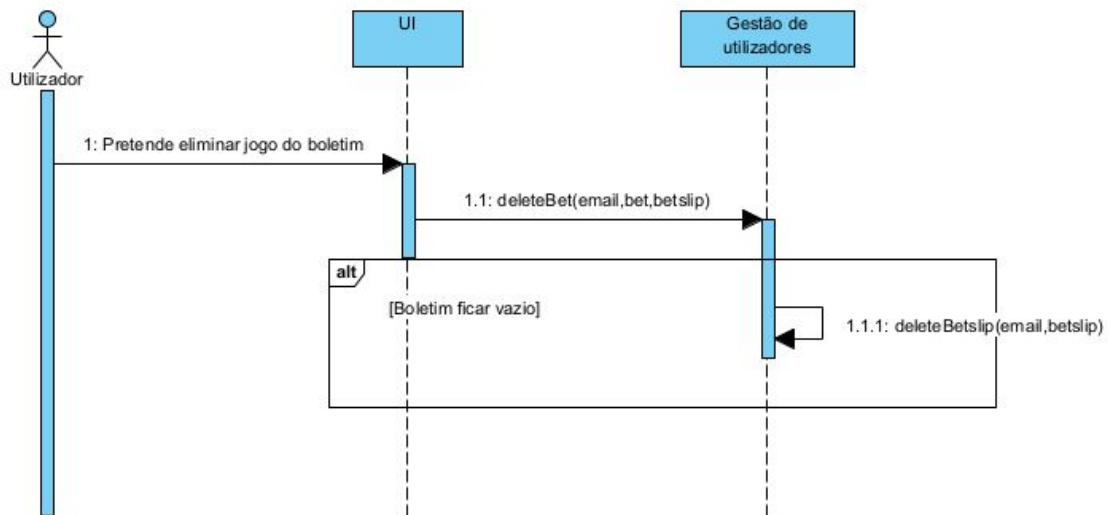 UI
Gestão de
utilizadores
Utilizador
1: Pretende eliminar jogo do boletim
1.1: deleteBet(email,bet,betslip)
alt
[Boletim ficar vazio]
1.1.1: deleteBetslip(email,betslip)